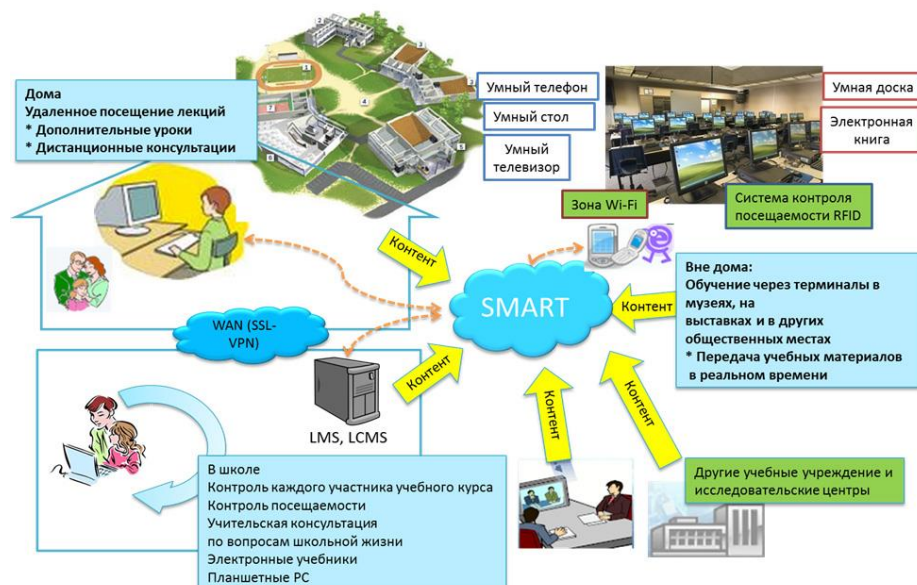 Дома
Удаленное посещение лекций
* Дополнительные уроки
* Дистанционные консультации
Умный телефон
Умный стол
Умный
телевизор
Умная доска
Электронная
книга
Зона Wi-Fi
Система контроля
посещаемости RFID
Контент
SMART
Контент
Вне дома:
Обучение через терминалы в
музеях, на
выставках и в других
общественных местах
* Передача учебных материалов
в реальном времени
WAN (SSL-
VPN)
Контент
LMS, LCMS
Контент
Контент
В школе
Контроль каждого участника учебного курса
Контроль посещаемости
Учительская консультация
по вопросам школьной жизни
Электронные учебники
Планшетные РС
Другие учебные учреждение и
исследовательские центры